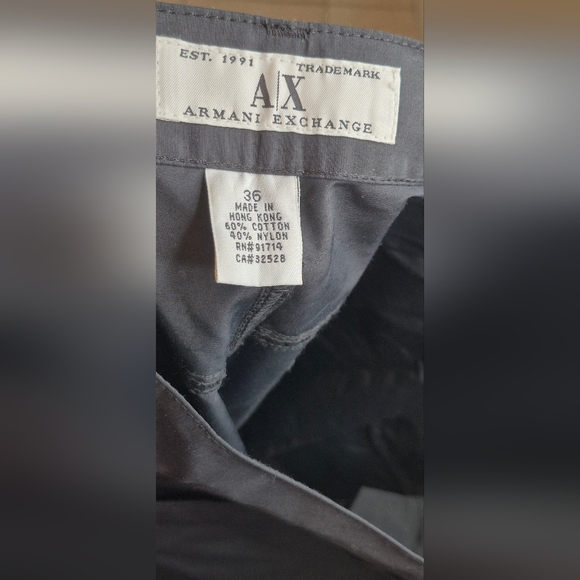 EST. 1991 TRADEMARK
A|X
ARMANI EXCHANGE
36
MADE IN
HONG KONG
60% COTTON
40% NYLON
RN#91714
CA#32528